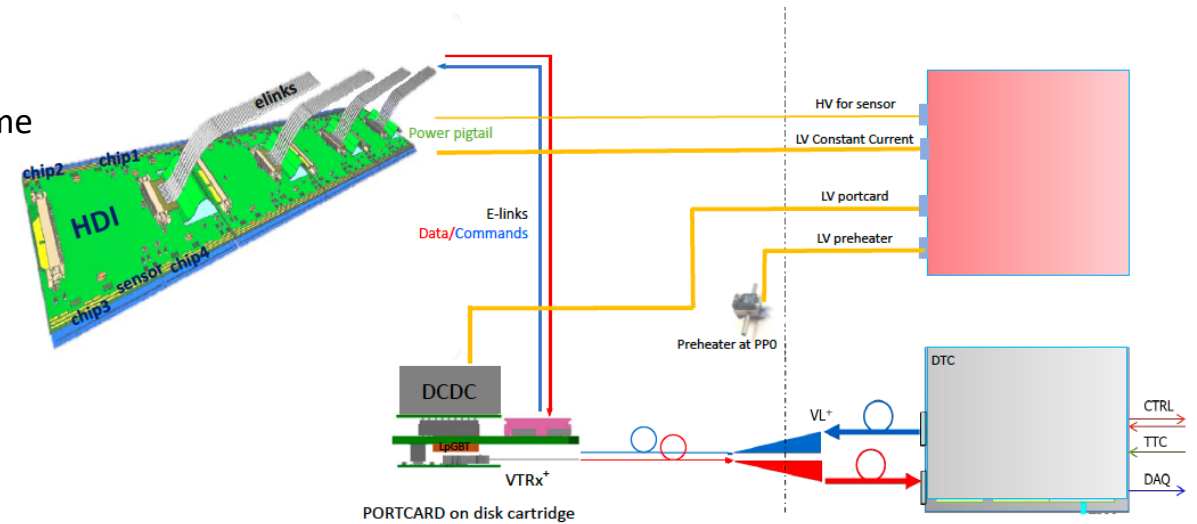 me
elinks
Power pigtail
chip2
chip1
HDI
chip3
sensor
chip4
HV for sensor
LV Constant Current
LV portcard
LV preheater
E-links
Data/Commands
Preheater at PP0
DCDC
LpGBT
VTRx+
PORTCARD on disk cartridge
VL+
DTC
CTRL
TTC
DAQ